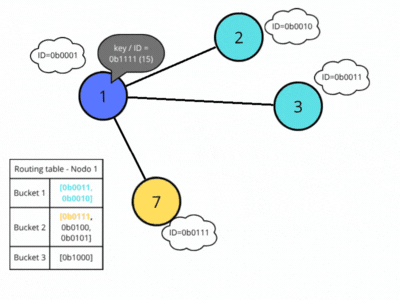 ID=0b0010
key / ID =
0b1111 (15)
2
ID=0b0001
ID=0b0011
1
3
Routing table - Nodo 1
Bucket 1
[0b0011,
0b0010]
7
Bucket 2
[0b0111,
0b0100,
0b0101]
ID=0b0111
Bucket 3
[0b1000]